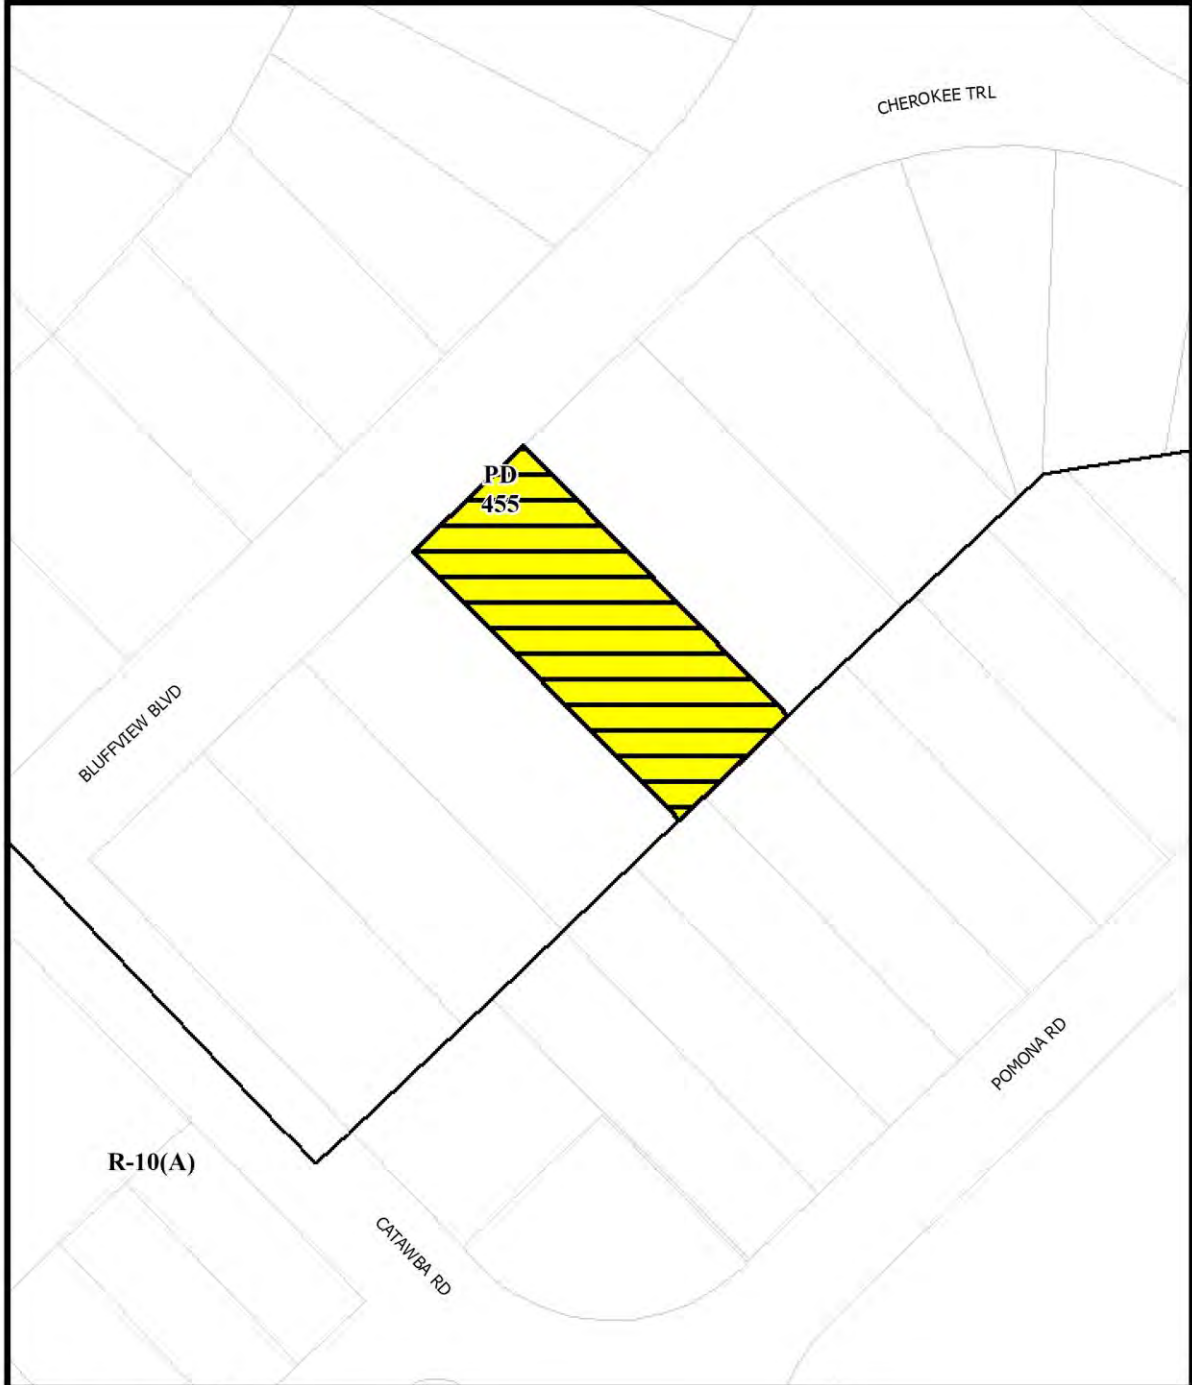 CHEROKEE TRL
PD
455
BLUFFVIEW BLVD
POMONA RD
R-10(A)
CATAWBA RD